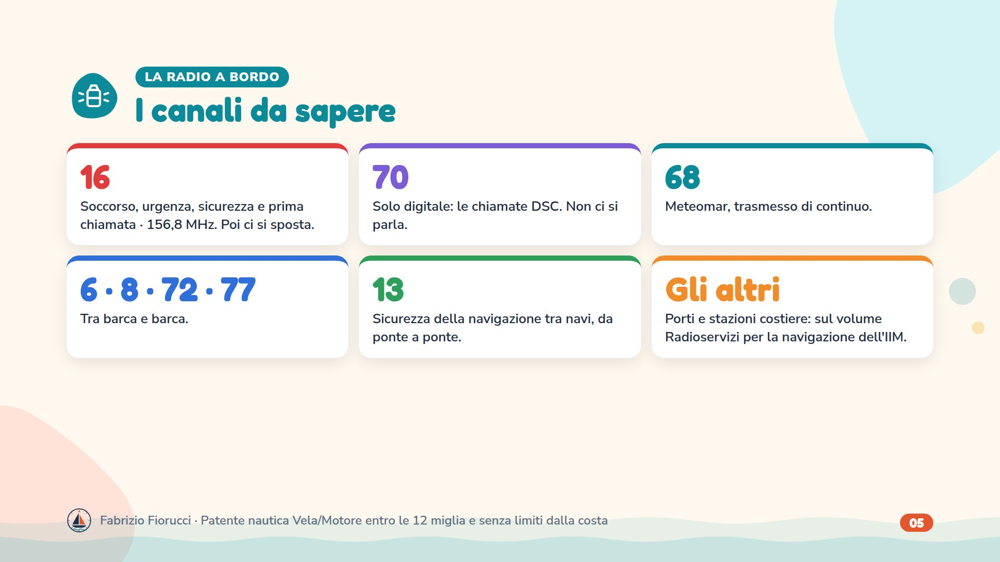 LA RADIO A BORDO
I canali da sapere
16
Soccorso, urgenza, sicurezza e prima
chiamata · 156,8 MHz. Poi ci si sposta.
70
Solo digitale: le chiamate DSC. Non ci si
parla.
68
Meteomar, trasmesso di continuo.
6 · 8 · 72 · 77
Tra barca e barca.
13
Sicurezza della navigazione tra navi, da
ponte a ponte.
Gli altri
Porti e stazioni costiere: sul volume
Radioservizi per la navigazione dell'IIM.
Fabrizio Fiorucci · Patente nautica Vela/Motore entro le 12 miglia e senza limiti dalla costa
05